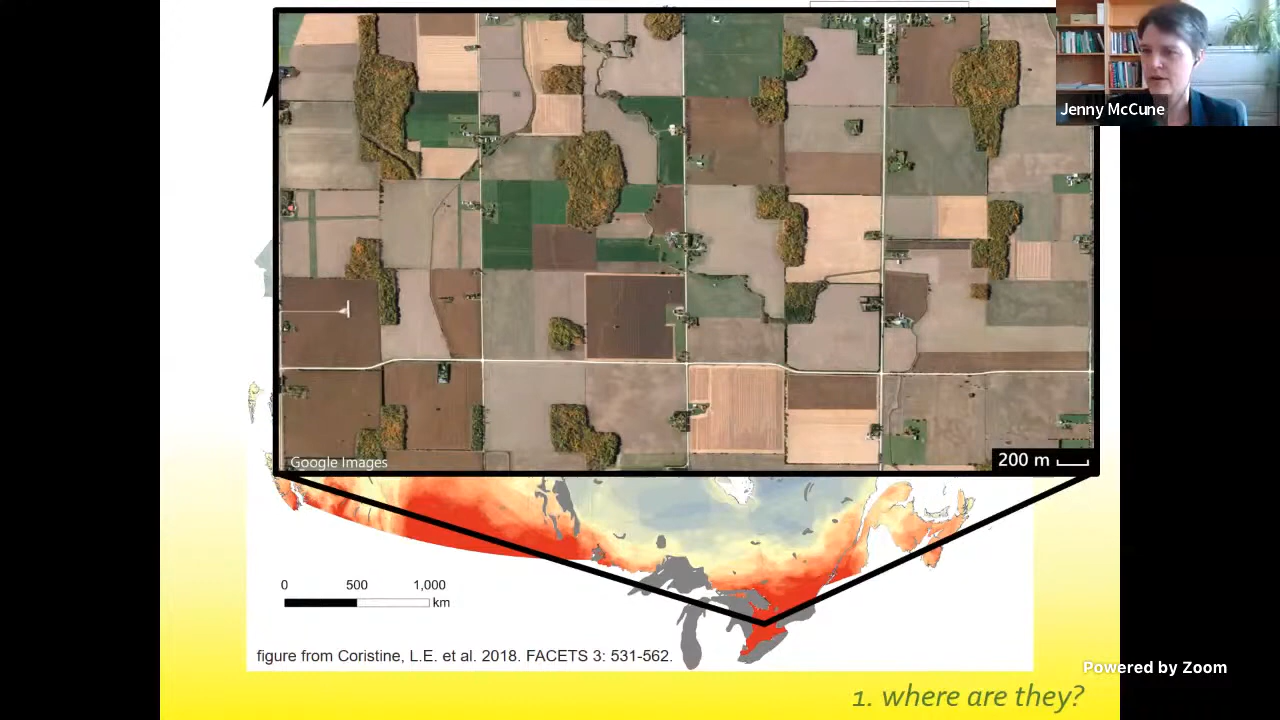 Jenny McCune
Google Images
200 m
0 500 1,000
km
figure from Coristine, L.E. et al. 2018. FACETS 3: 531-562.
Powered by Zoom
1. where are they?